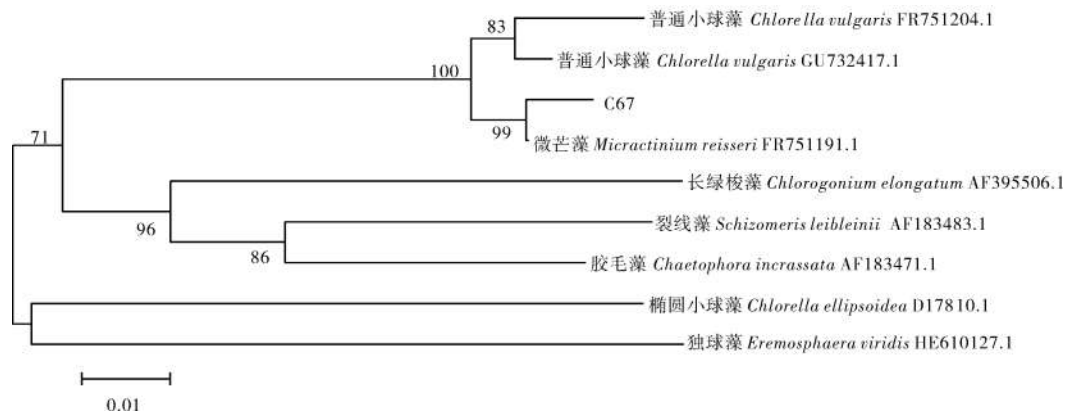 普通小球藻 Chlorella vulgaris FR751204.1
83
普通小球藻 Chlorella vulgaris GU732417.1
100
C67
99
微芒藻 Micractinium reisseri FR751191.1
71
长绿梭藻 Chlorogonium elongatum AF395506.1
96
裂线藻 Schizomeris leibleinii AF183483.1
86
胶毛藻 Chaetophora incrassata AF183471.1
椭圆小球藻 Chlorella ellipsoidea D17810.1
独球藻 Eremosphaera viridis HE610127.1
0.01